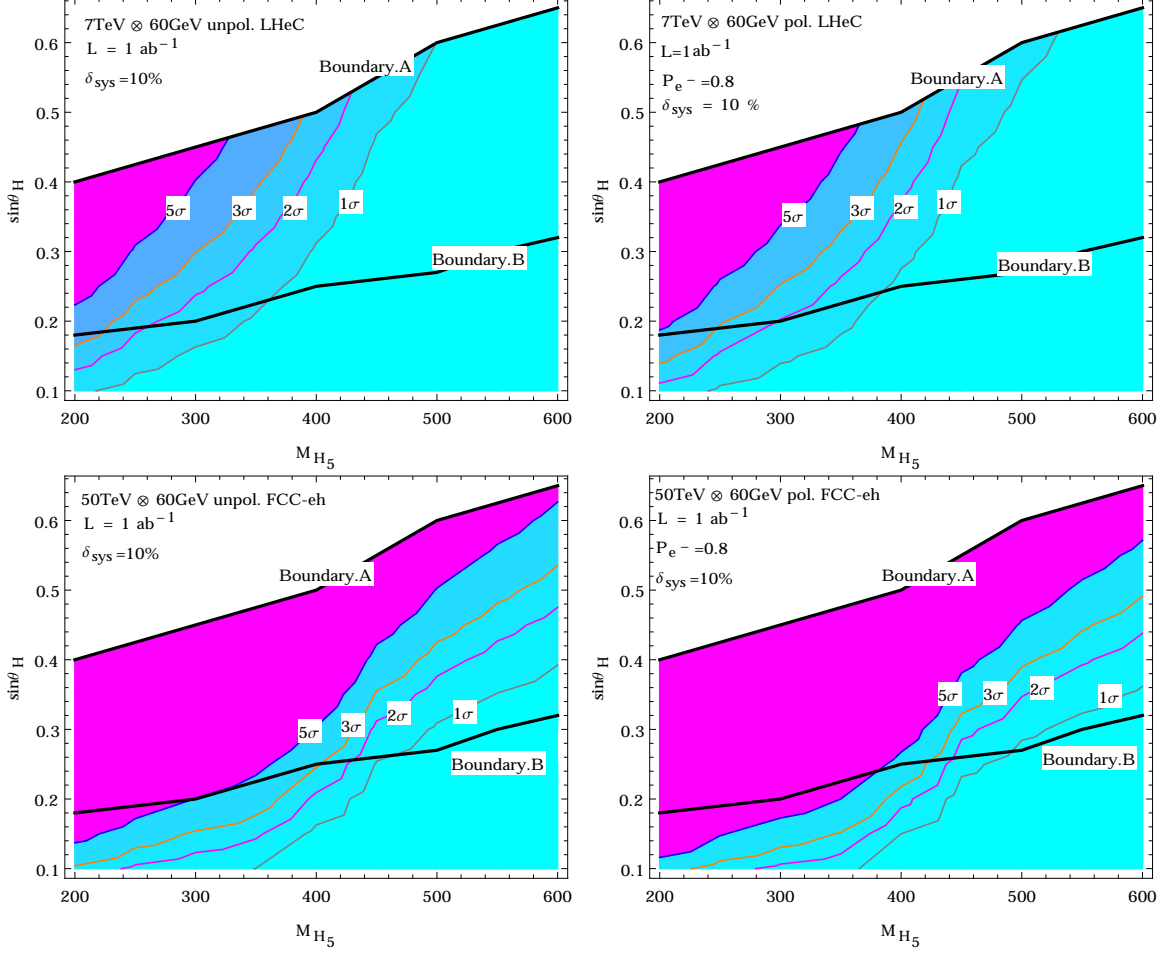 7TeV ⊗ 60GeV unpol. LHeC
L = 1 ab⁻¹
δsys =10%
Boundary.A
5σ
3σ
2σ
1σ
Boundary.B
sinθH
0.6
0.5
0.4
0.3
0.2
0.1
200 300 400 500 600
MH5
7TeV ⊗ 60GeV pol. LHeC
L=1ab⁻¹
Pe⁻ =0.8
δsys = 10 %
Boundary.A
5σ
3σ
2σ
1σ
Boundary.B
sinθH
0.6
0.5
0.4
0.3
0.2
0.1
200 300 400 500 600
MH5
50TeV ⊗ 60GeV unpol. FCC-eh
L = 1 ab⁻¹
δsys =10%
Boundary.A
5σ
3σ
2σ
1σ
Boundary.B
sinθH
0.6
0.5
0.4
0.3
0.2
0.1
200 300 400 500 600
MH5
50TeV ⊗ 60GeV pol. FCC-eh
L = 1 ab⁻¹
Pe⁻ =0.8
δsys =10%
Boundary.A
5σ
3σ
2σ
1σ
Boundary.B
sinθH
0.6
0.5
0.4
0.3
0.2
0.1
200 300 400 500 600
MH5